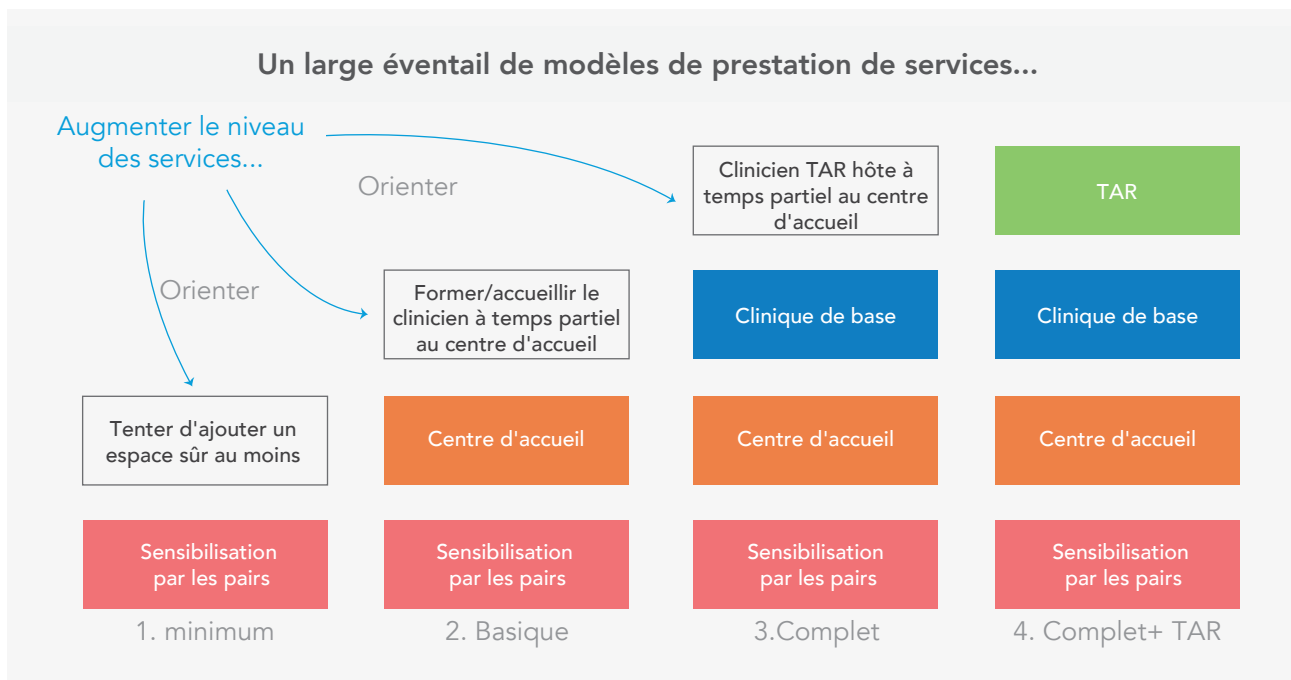 Un large éventail de modèles de prestation de services...
Augmenter le niveau
des services...
Orienter
Orienter
Clinicien TAR hôte à
temps partiel au centre
d'accueil
TAR
Former/accueillir le
clinicien à temps partiel
au centre d'accueil
Clinique de base
Clinique de base
Tenter d'ajouter un
espace sûr au moins
Centre d'accueil
Centre d'accueil
Centre d'accueil
Sensibilisation
par les pairs
Sensibilisation
par les pairs
Sensibilisation
par les pairs
Sensibilisation
par les pairs
1. minimum
2. Basique
3.Complet
4. Complet+ TAR